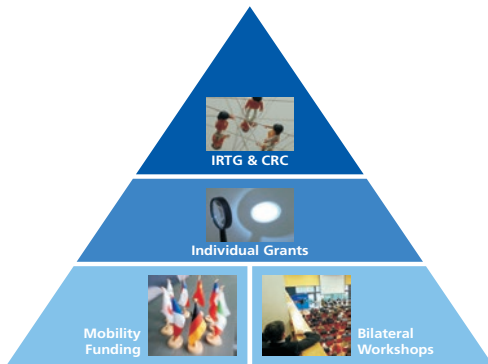 IRTG & CRC
Individual Grants
Mobility
Funding
Bilateral
Workshops